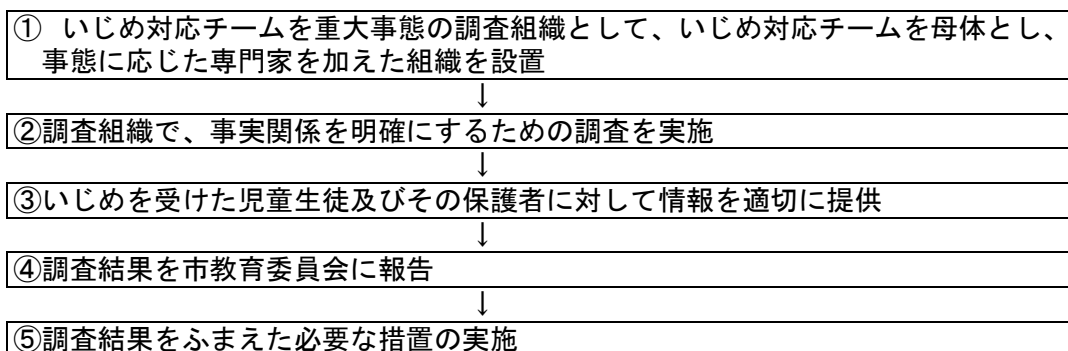 ① いじめ対応チームを重大事態の調査組織として、いじめ対応チームを母体とし、
事態に応じた専門家を加えた組織を設置
↓
②調査組織で、事実関係を明確にするための調査を実施
↓
③いじめを受けた児童生徒及びその保護者に対して情報を適切に提供
↓
④調査結果を市教育委員会に報告
↓
⑤調査結果をふまえた必要な措置の実施